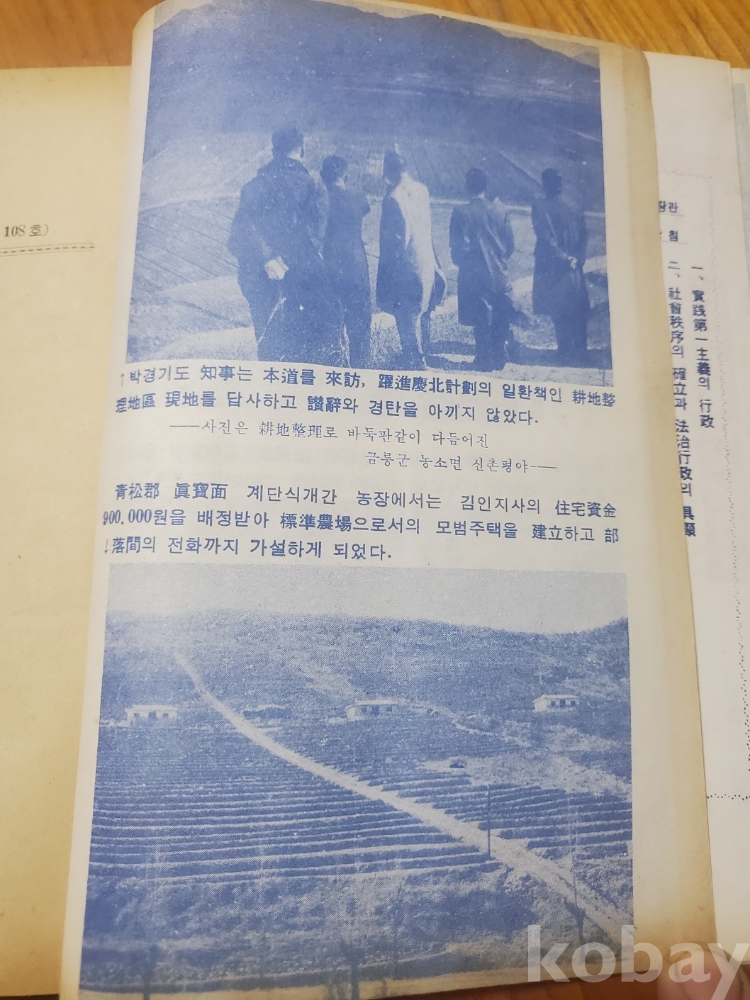 108호)
박경기도 知事는 本道를 來訪, 躍進慶北計劃의 일환책인 耕地整
理地區 現地를 답사하고 讚辭와 경탄을 아끼지 않았다.
——사진은 耕地整理로 바둑판같이 다듬어진
금릉군 농소면 신촌평야——
青松郡 眞寶面 계단식개간 농장에서는 김인지사의 住宅資金
900.000원을 배정받아 標準農場으로서의 모범주택을 建立하고 部
落間의 전화까지 가설하게 되었다.
一、實践第一主義의 行政
二、社會秩序의 確立과 法治行政의 具顯
kobay